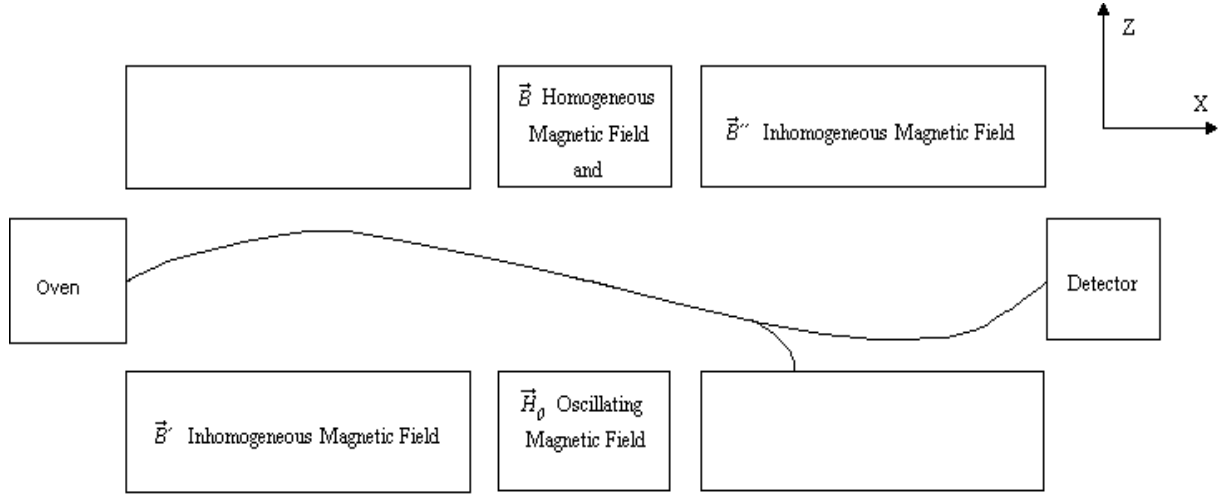 Z
X
B⃗ Homogeneous
Magnetic Field
and
B⃗″ Inhomogeneous Magnetic Field
Oven
Detector
B⃗′ Inhomogeneous Magnetic Field
H⃗₀ Oscillating
Magnetic Field